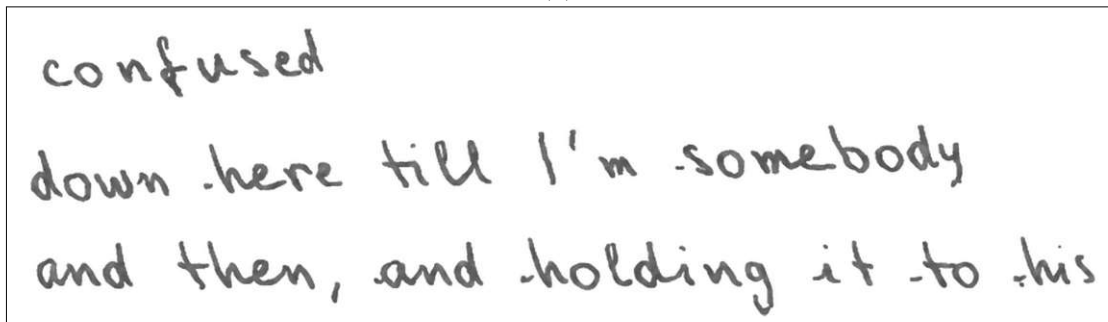 confused
down here till I'm somebody
and then, and holding it to his